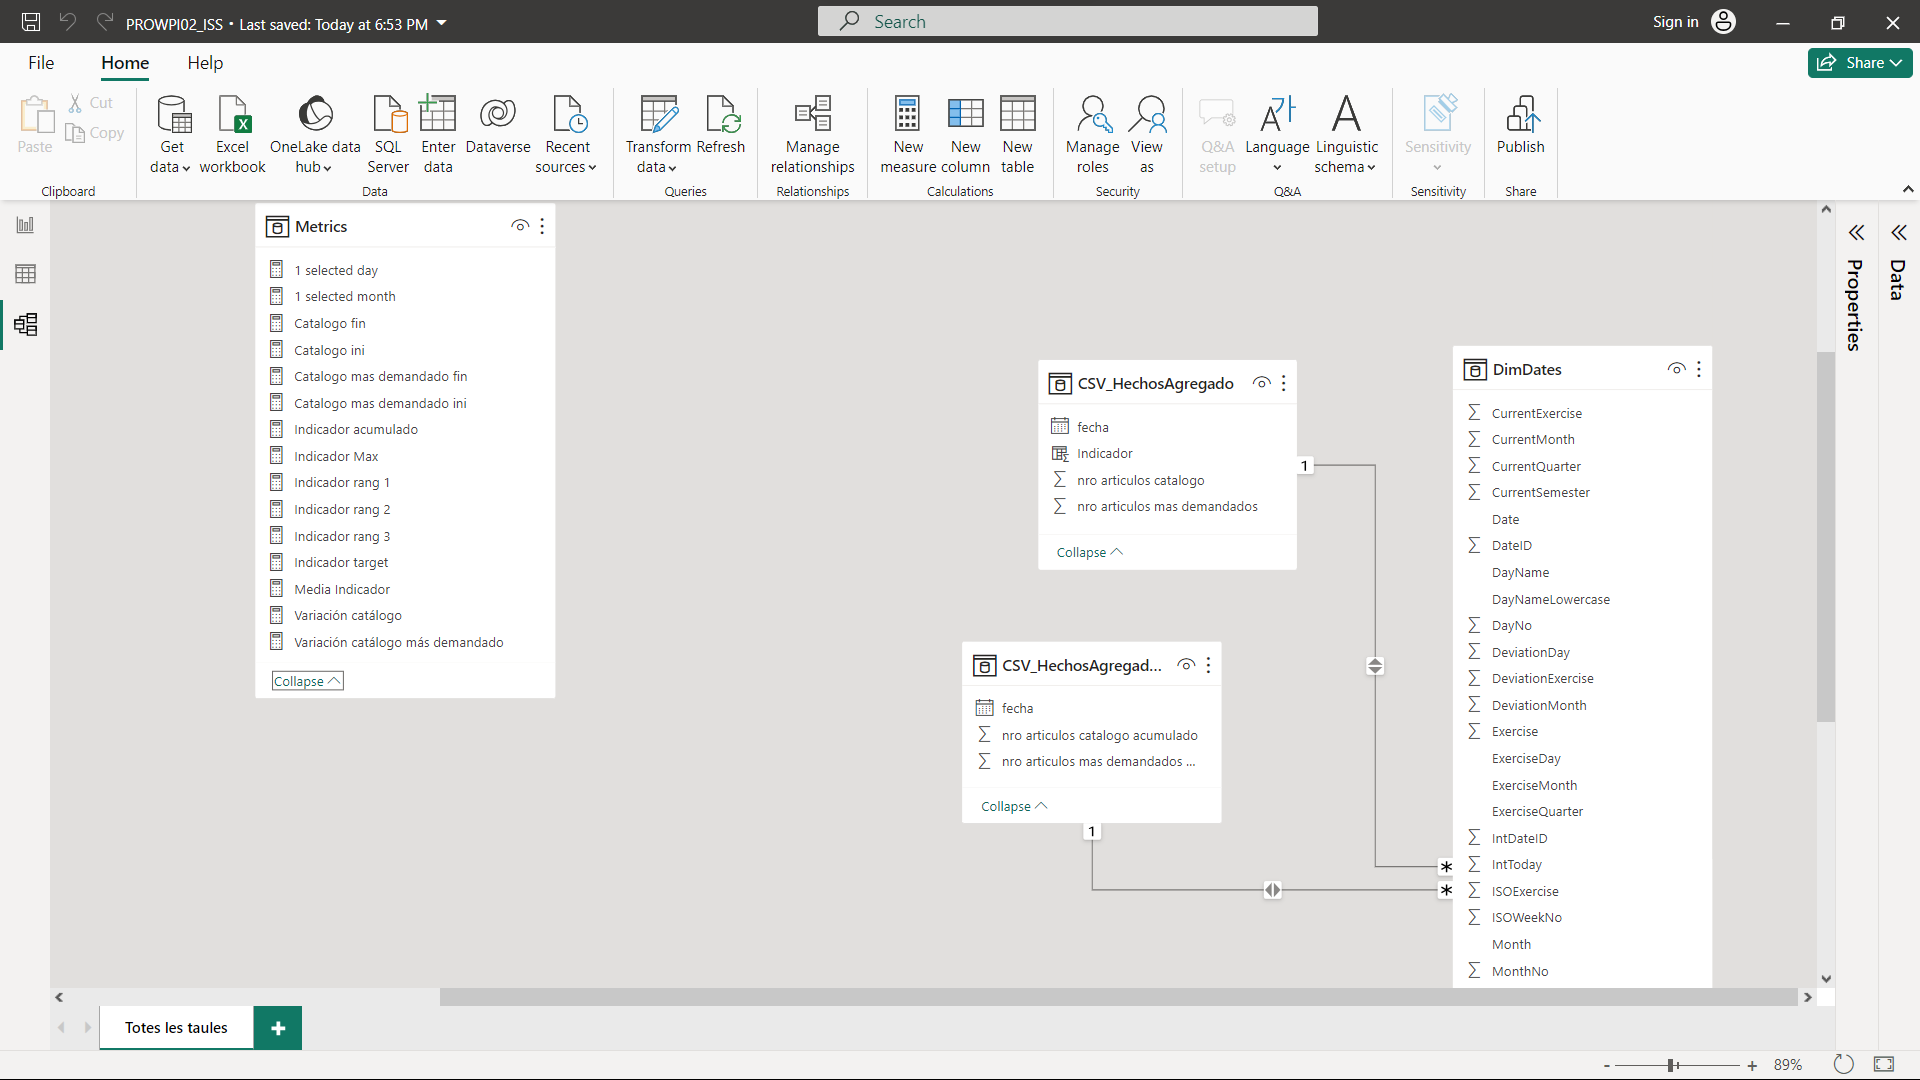 PROWPI02_ISS • Last saved: Today at 6:53 PM
Search
Sign in
File
Home
Help
Share
Paste
Cut
Copy
Clipboard
Get data
Excel workbook
OneLake data hub
SQL Server
Enter data
Dataverse
Recent sources
Data
Transform data
Refresh
Queries
Manage relationships
Relationships
New measure
New column
New table
Calculations
Manage roles
View as
Security
Q&A setup
Language
Linguistic schema
Q&A
Sensitivity
Sensitivity
Publish
Share
Metrics
1 selected day
1 selected month
Catalogo fin
Catalogo ini
Catalogo mas demandado fin
Catalogo mas demandado ini
Indicador acumulado
Indicador Max
Indicador rang 1
Indicador rang 2
Indicador rang 3
Indicador target
Media Indicador
Variación catálogo
Variación catálogo más demandado
Collapse
CSV_HechosAgregado
fecha
Indicador
nro articulos catalogo
nro articulos mas demandados
Collapse
1
CSV_HechosAgregad...
fecha
nro articulos catalogo acumulado
nro articulos mas demandados ...
Collapse
1
*
*
DimDates
CurrentExercise
CurrentMonth
CurrentQuarter
CurrentSemester
Date
DateID
DayName
DayNameLowercase
DayNo
DeviationDay
DeviationExercise
DeviationMonth
Exercise
ExerciseDay
ExerciseMonth
ExerciseQuarter
IntDateID
IntToday
ISOExercise
ISOWeekNo
Month
MonthNo
Properties
Data
Totes les taules
+
- + 89%